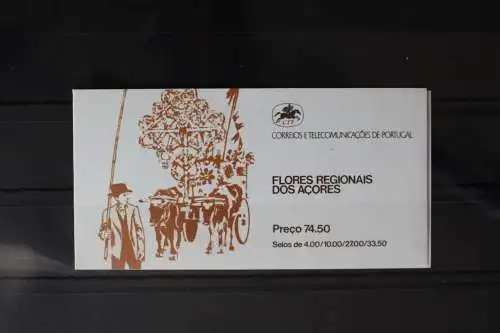 CTT
CORREIOS E TELECOMUNICAÇÕES DE PORTUGAL
FLORES REGIONAIS
DOS AÇORES
Preço 74.50
Selos de 4.00/10.00/27.00/33.50